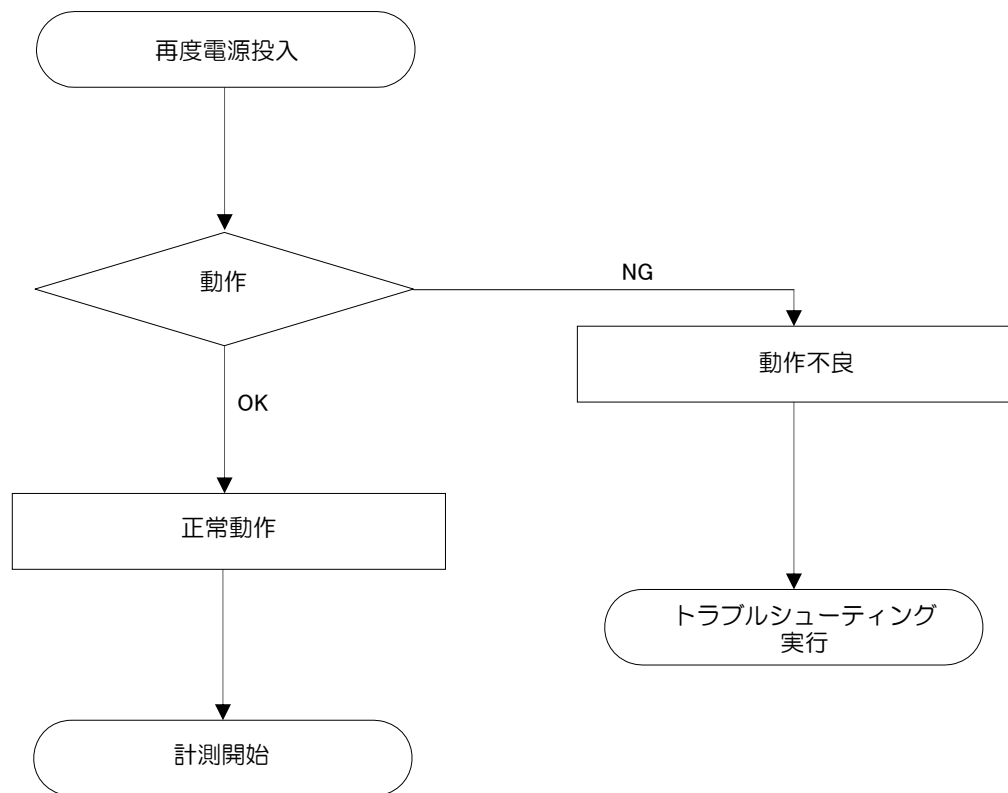 再度電源投入
動作
NG
動作不良
OK
正常動作
トラブルシューティング
実行
計測開始